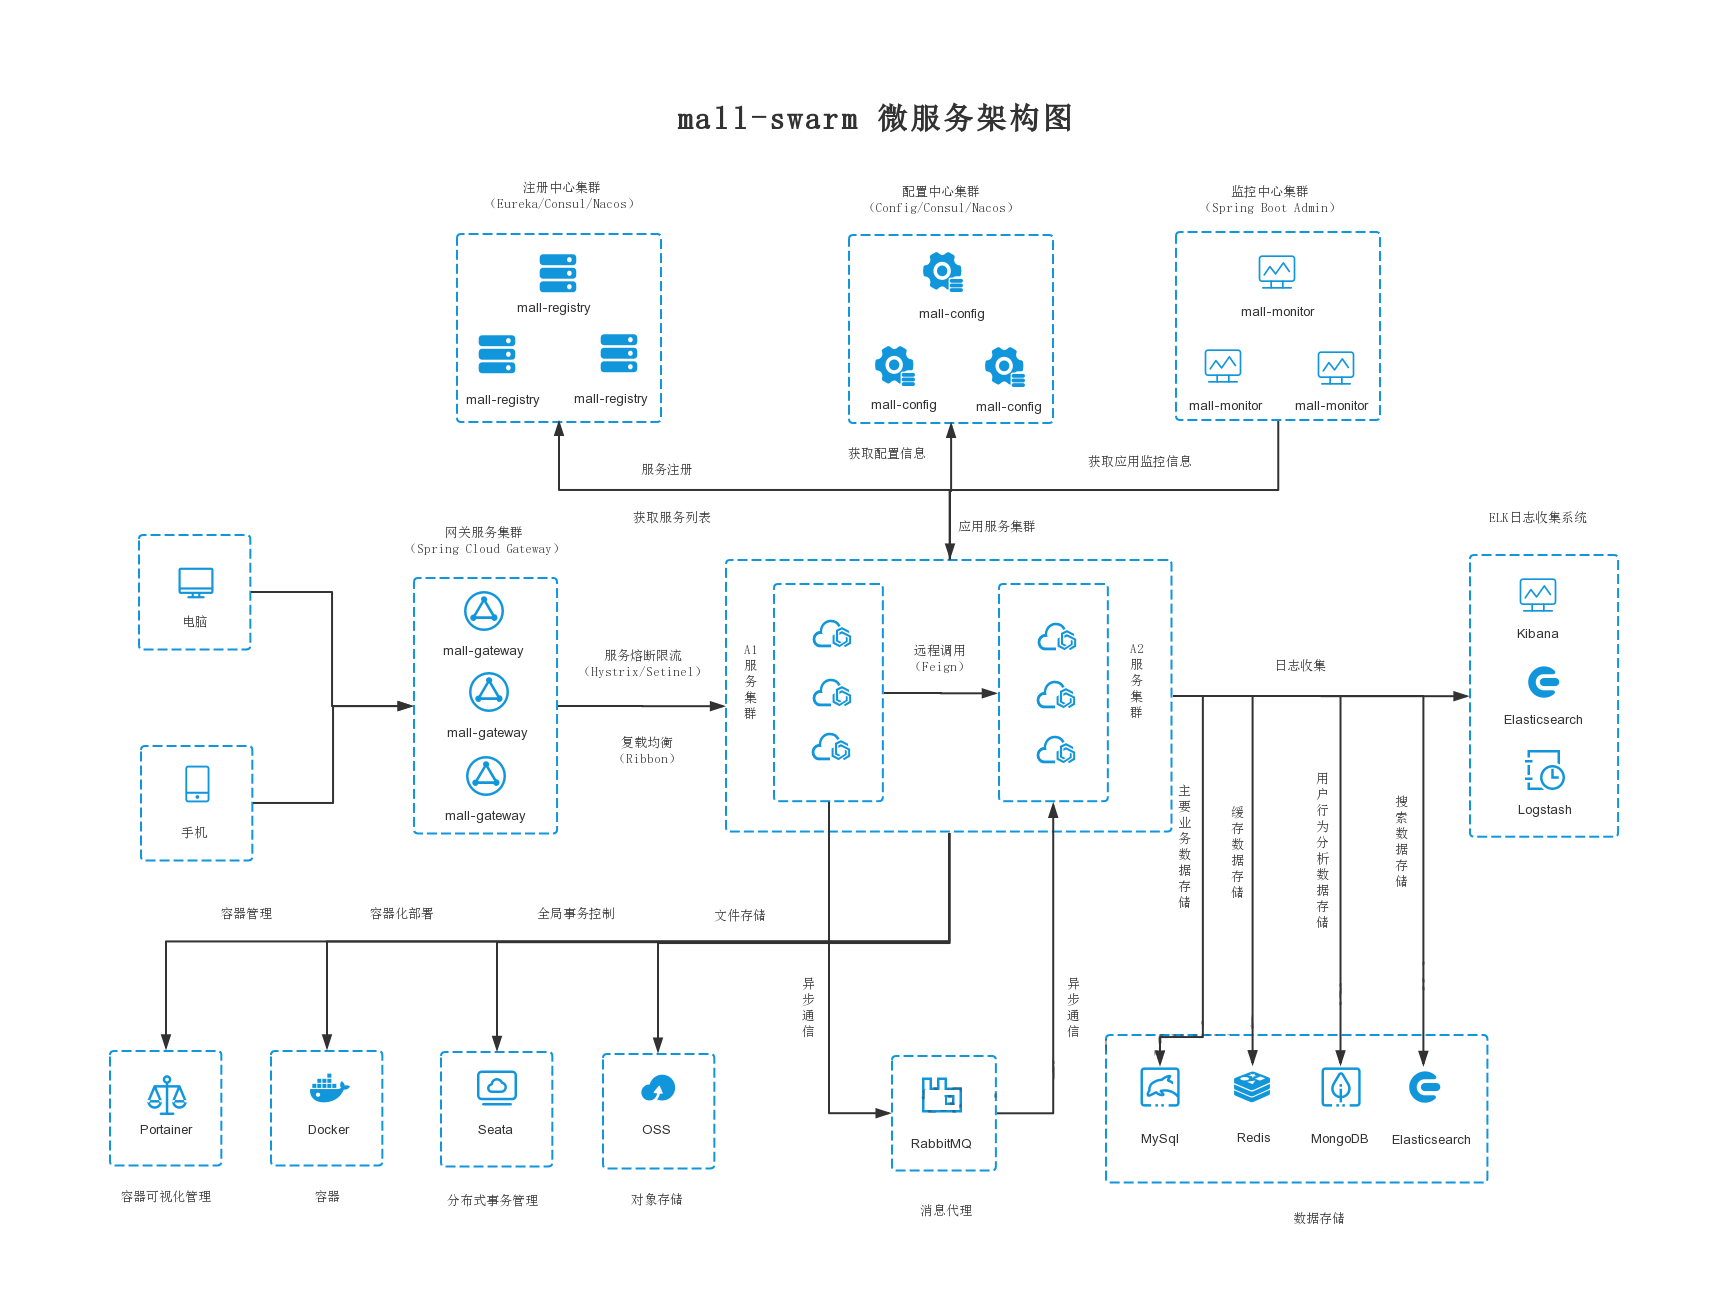 mall-swarm 微服务架构图
注册中心集群
（Eureka/Consul/Nacos）
配置中心集群
（Config/Consul/Nacos）
监控中心集群
（Spring Boot Admin）
mall-registry
mall-registry
mall-registry
mall-config
mall-config
mall-config
mall-monitor
mall-monitor
mall-monitor
服务注册
获取配置信息
获取应用监控信息
获取服务列表
应用服务集群
ELK日志收集系统
网关服务集群
（Spring Cloud Gateway）
电脑
手机
mall-gateway
mall-gateway
mall-gateway
服务熔断限流
（Hystrix/Setinel）
复载均衡
（Ribbon）
A1服务集群
远程调用
（Feign）
A2服务集群
日志收集
Kibana
Elasticsearch
Logstash
主要业务数据存储
缓存数据存储
用户行为分析数据存储
搜索数据存储
容器管理
容器化部署
全局事务控制
文件存储
异步通信
异步通信
Portainer
Docker
Seata
OSS
RabbitMQ
MySql
Redis
MongoDB
Elasticsearch
容器可视化管理
容器
分布式事务管理
对象存储
消息代理
数据存储